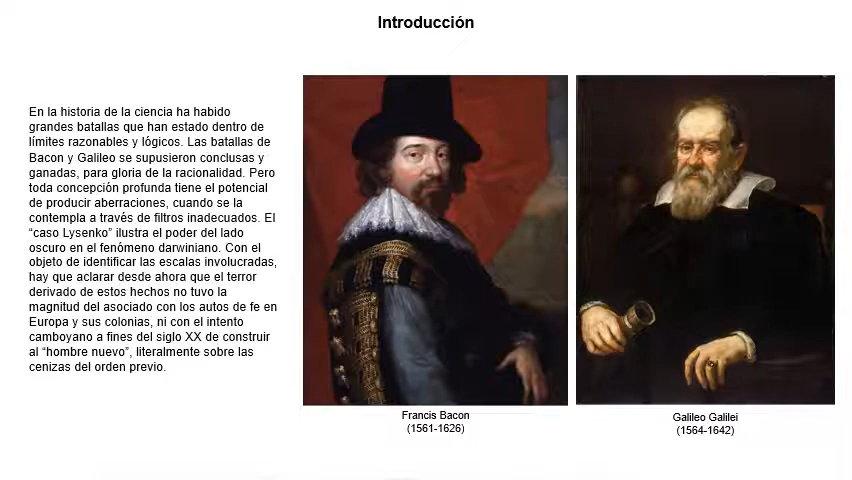 Introducción
En la historia de la ciencia ha habido
grandes batallas que han estado dentro de
límites razonables y lógicos. Las batallas de
Bacon y Galileo se supusieron conclusas y
ganadas, para gloria de la racionalidad. Pero
toda concepción profunda tiene el potencial
de producir aberraciones, cuando se la
contempla a través de filtros inadecuados. El
“caso Lysenko” ilustra el poder del lado
oscuro en el fenómeno darwiniano. Con el
objeto de identificar las escalas involucradas,
hay que aclarar desde ahora que el terror
derivado de estos hechos no tuvo la
magnitud del asociado con los autos de fe en
Europa y sus colonias, ni con el intento
camboyano a fines del siglo XX de construir
al “hombre nuevo”, literalmente sobre las
cenizas del orden previo.
Francis Bacon
(1561-1626)
Galileo Galilei
(1564-1642)